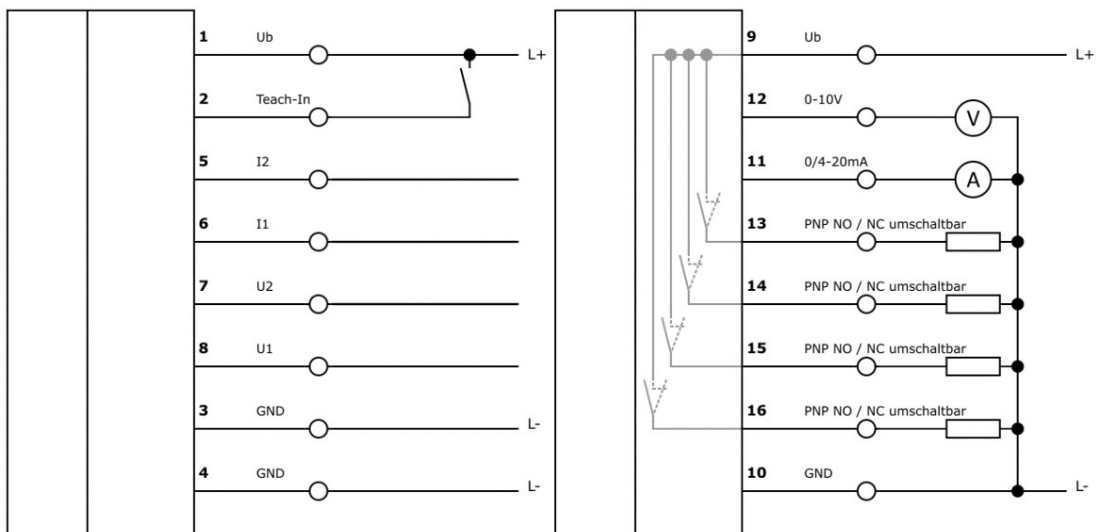 1 Ub L+
2 Teach-In
5 I2
6 I1
7 U2
8 U1
3 GND L-
4 GND L-
9 Ub L+
12 0-10V V
11 0/4-20mA A
13 PNP NO / NC umschaltbar
14 PNP NO / NC umschaltbar
15 PNP NO / NC umschaltbar
16 PNP NO / NC umschaltbar
10 GND L-